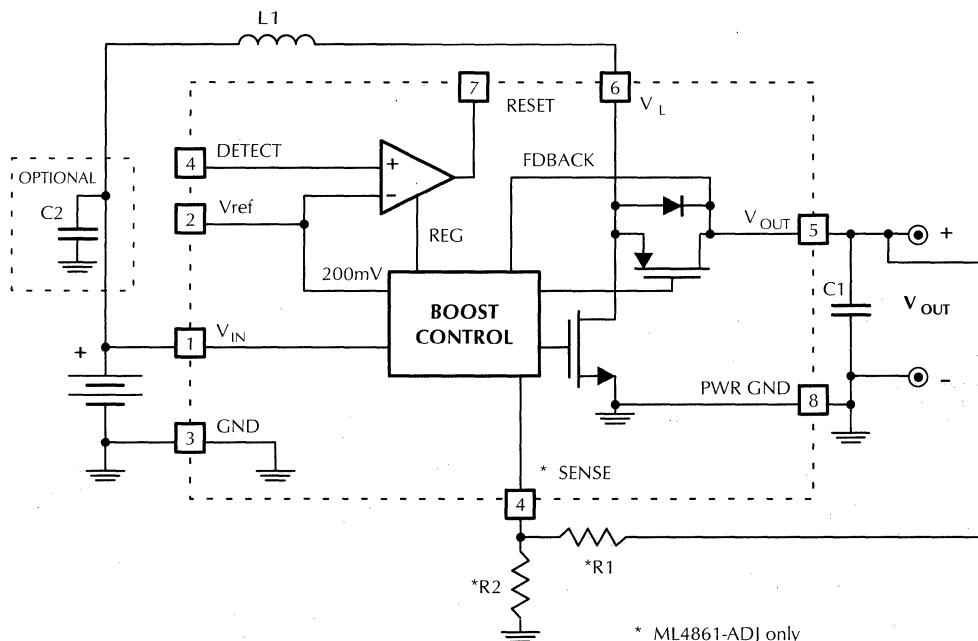 L1
7
RESET
6
V L
4
DETECT
+
-
FDBACK
OPTIONAL
C2
2
Vref
REG
V OUT
5
+
200mV
BOOST
CONTROL
C1
V OUT
+
1
V IN
PWR GND
8
-
3
GND
* SENSE
4
*R1
*R2
* ML4861-ADJ only